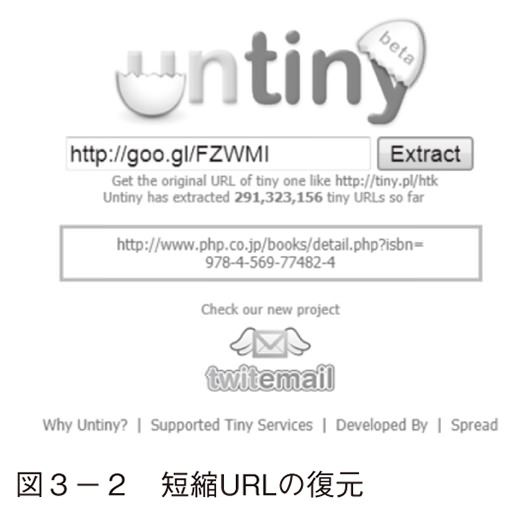 untiny
beta
http://goo.gl/FZWMI
Extract
Get the original URL of tiny one like http://tiny.pl/htk
Untiny has extracted 291,323,156 tiny URLs so far
http://www.php.co.jp/books/detail.php?isbn=
978-4-569-77482-4
Check our new project
twitemail
Why Untiny? | Supported Tiny Services | Developed By | Spread
図3-2 短縮URLの復元